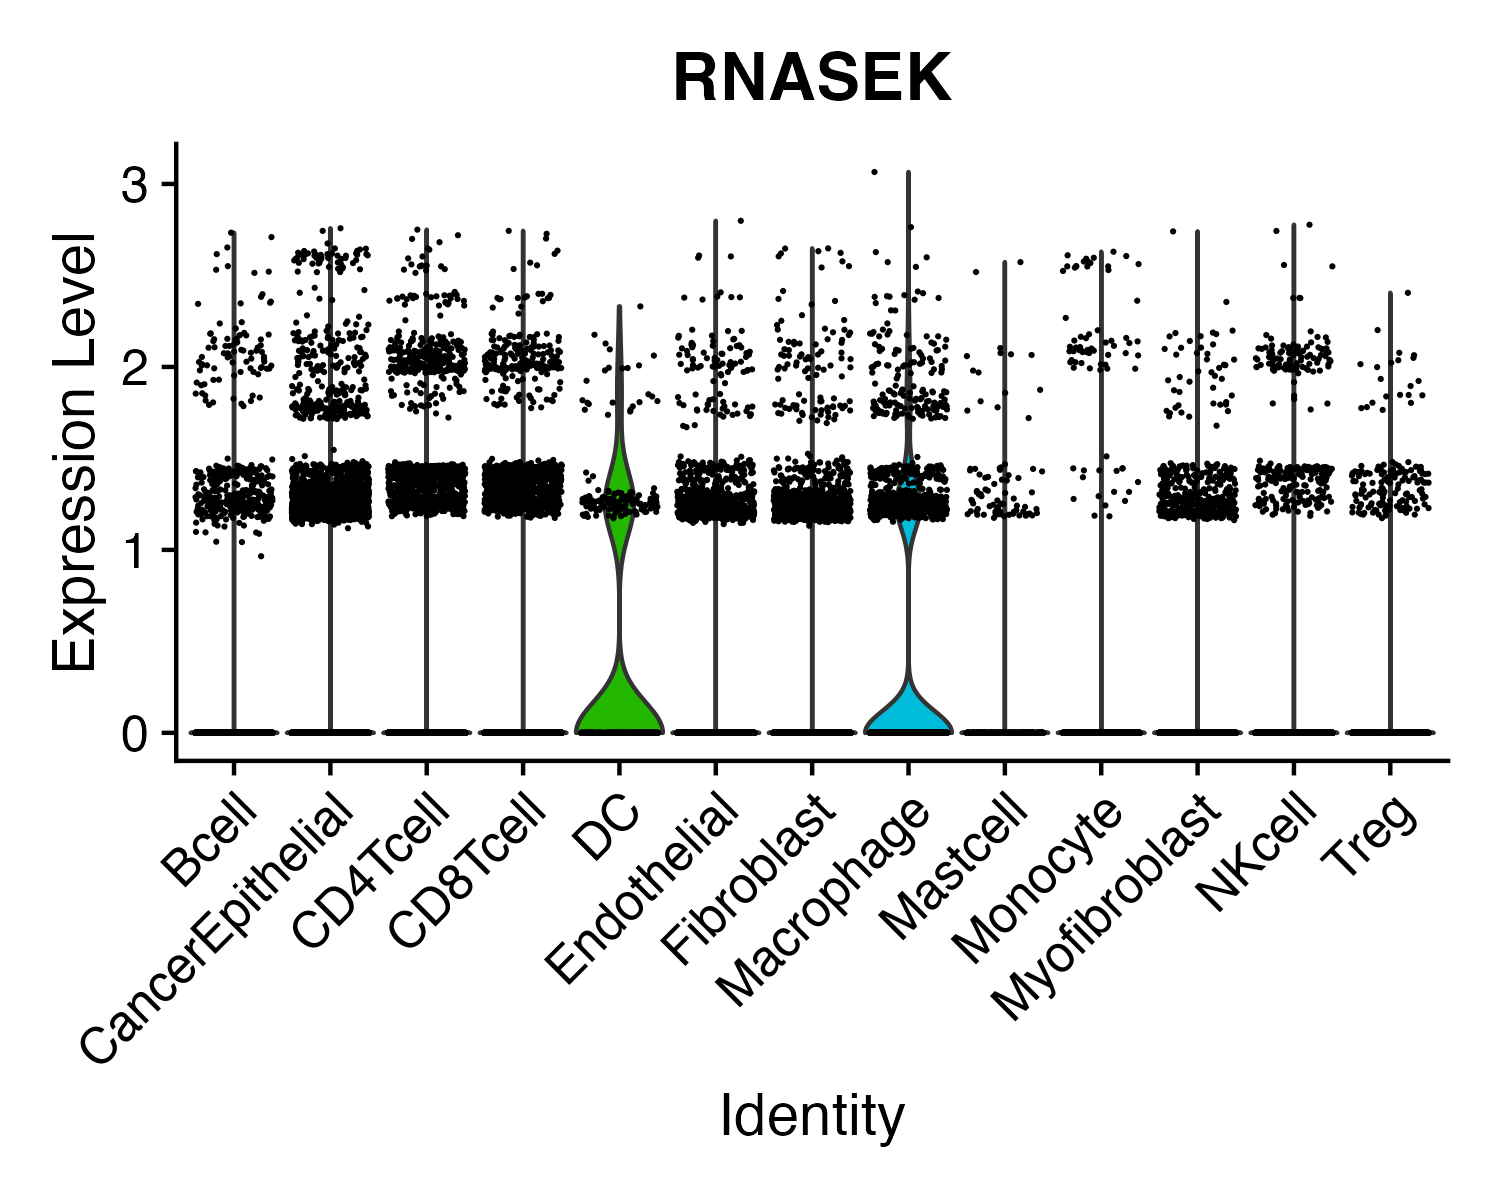 RNASEK
Expression Level
3
2
1
0
Bcell
CancerEpithelial
CD4Tcell
CD8Tcell
DC
Endothelial
Fibroblast
Macrophage
Mastcell
Monocyte
Myofibroblast
NKcell
Treg
Identity